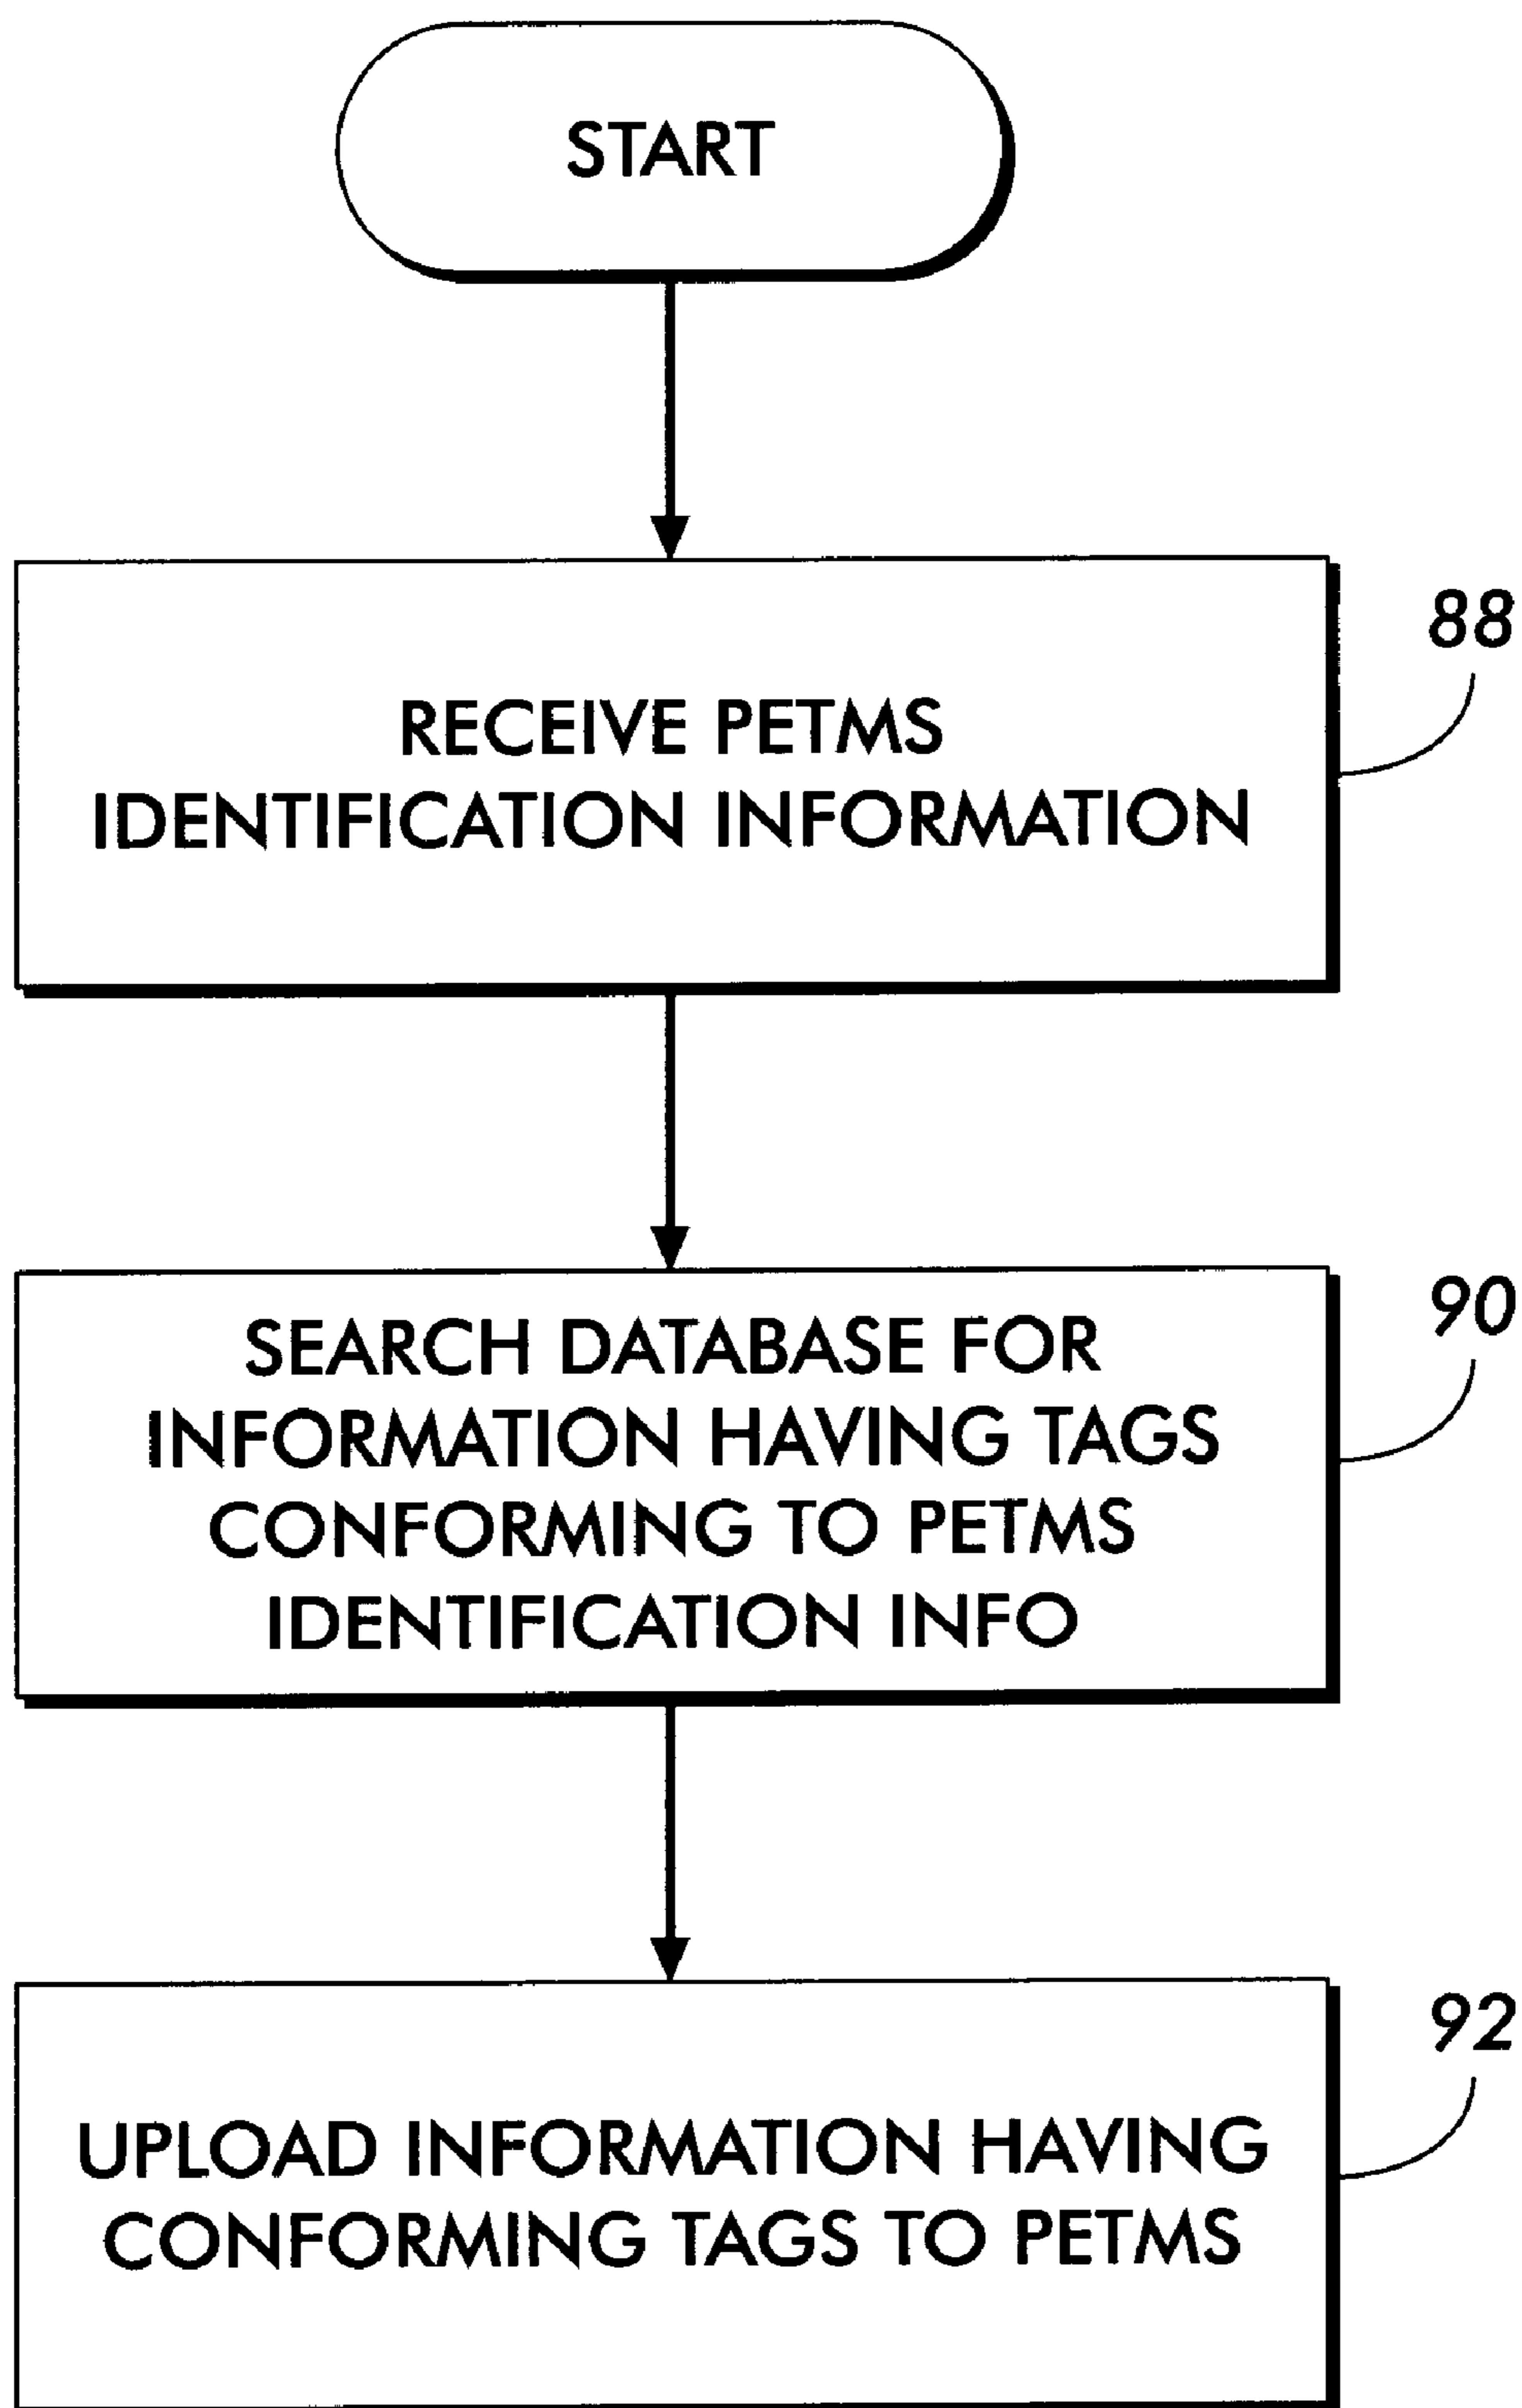 START
RECEIVE PETMS
IDENTIFICATION INFORMATION
88
SEARCH DATABASE FOR
INFORMATION HAVING TAGS
CONFORMING TO PETMS
IDENTIFICATION INFO
90
UPLOAD INFORMATION HAVING
CONFORMING TAGS TO PETMS
92